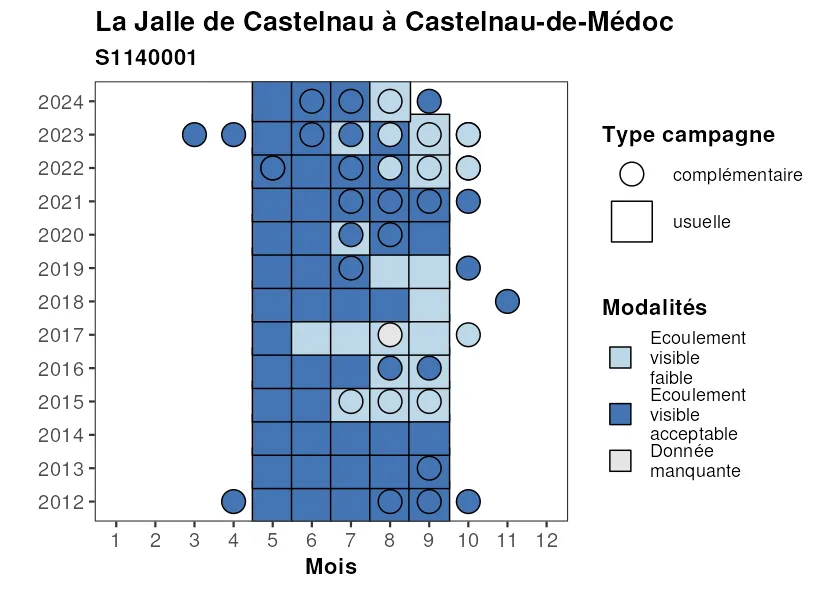 La Jalle de Castelnau à Castelnau-de-Médoc
S1140001
2024
2023
2022
2021
2020
2019
2018
2017
2016
2015
2014
2013
2012
1 2 3 4 5 6 7 8 9 10 11 12
Mois
Type campagne
complémentaire
usuelle
Modalités
Ecoulement
visible
faible
Ecoulement
visible
acceptable
Donnée
manquante